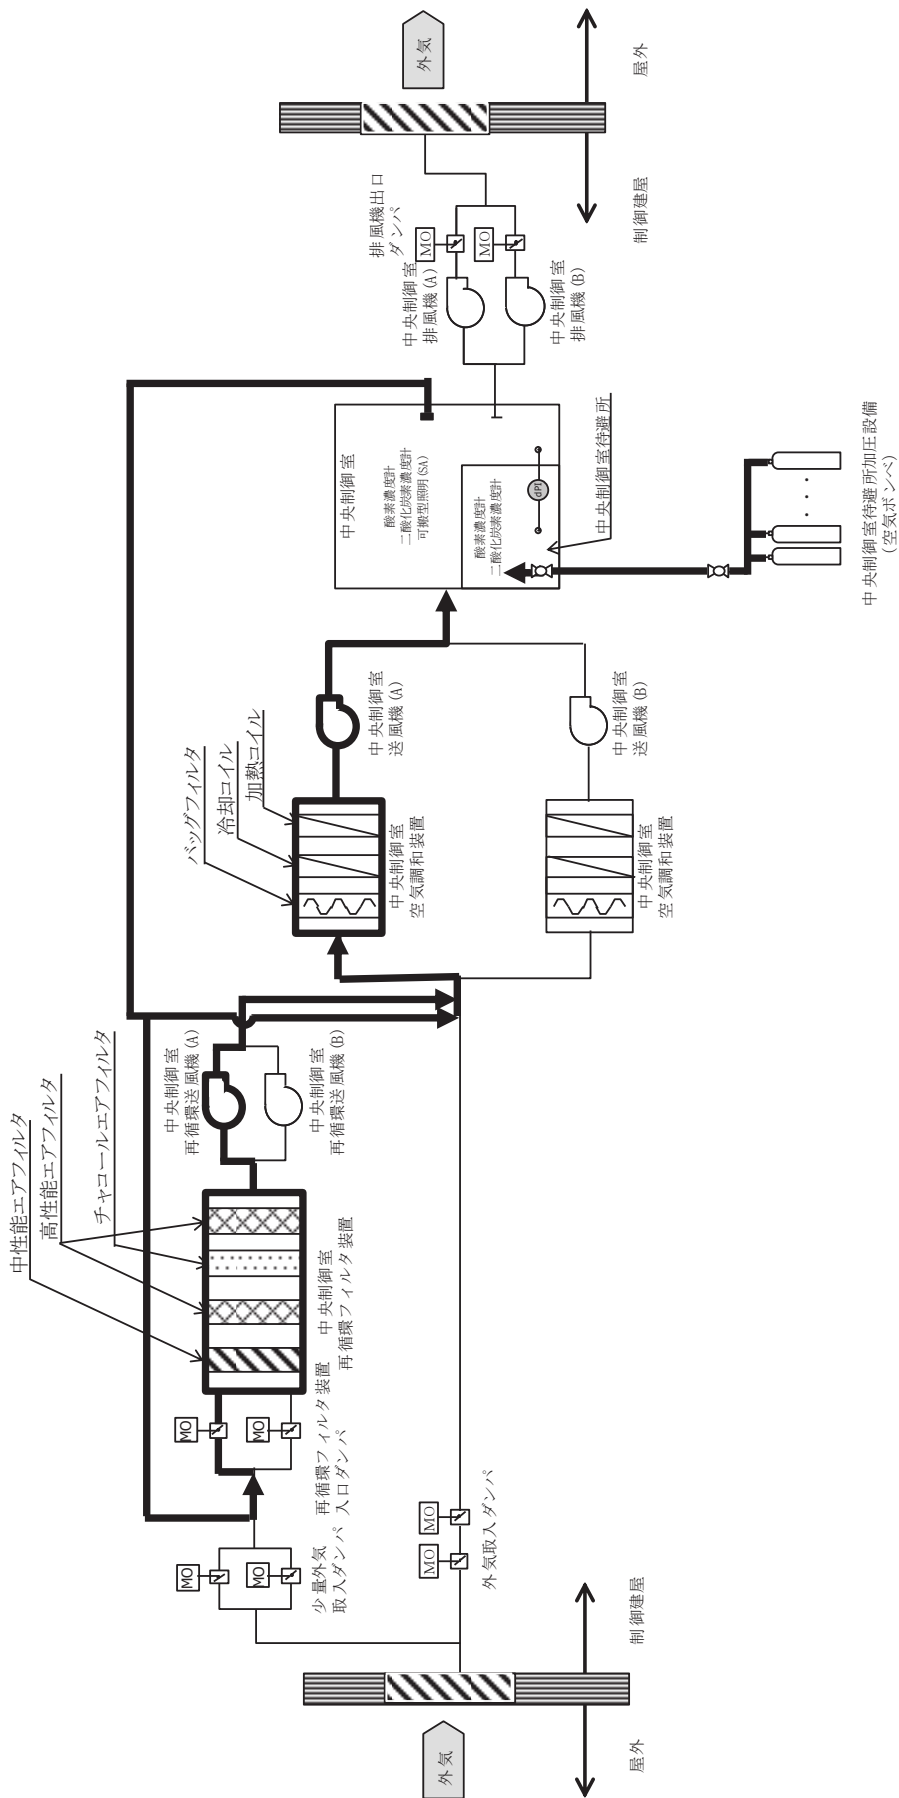 外気
屋外
制御建屋
外気取入ダンパ
MO
MO
少量外気
取入ダンパ
MO
MO
再循環フィルタ装置
入口ダンパ
MO
MO
中性能エアフィルタ
高性能エアフィルタ
チャコールエアフィルタ
中央制御室
再循環フィルタ装置
中央制御室
再循環送風機(A)
中央制御室
再循環送風機(B)
バッグフィルタ
冷却コイル
加熱コイル
中央制御室
空気調和装置
中央制御室
空気調和装置
中央制御室
送風機(A)
中央制御室
送風機(B)
中央制御室
酸素濃度計
二酸化炭素濃度計
可搬型照明(SA)
酸素濃度計
二酸化炭素濃度計
dPI
中央制御室待避所
中央制御室待避所加圧設備
(空気ボンベ)
中央制御室
排風機(A)
中央制御室
排風機(B)
排風機出口
ダンパ
MO
MO
制御建屋
屋外
外気